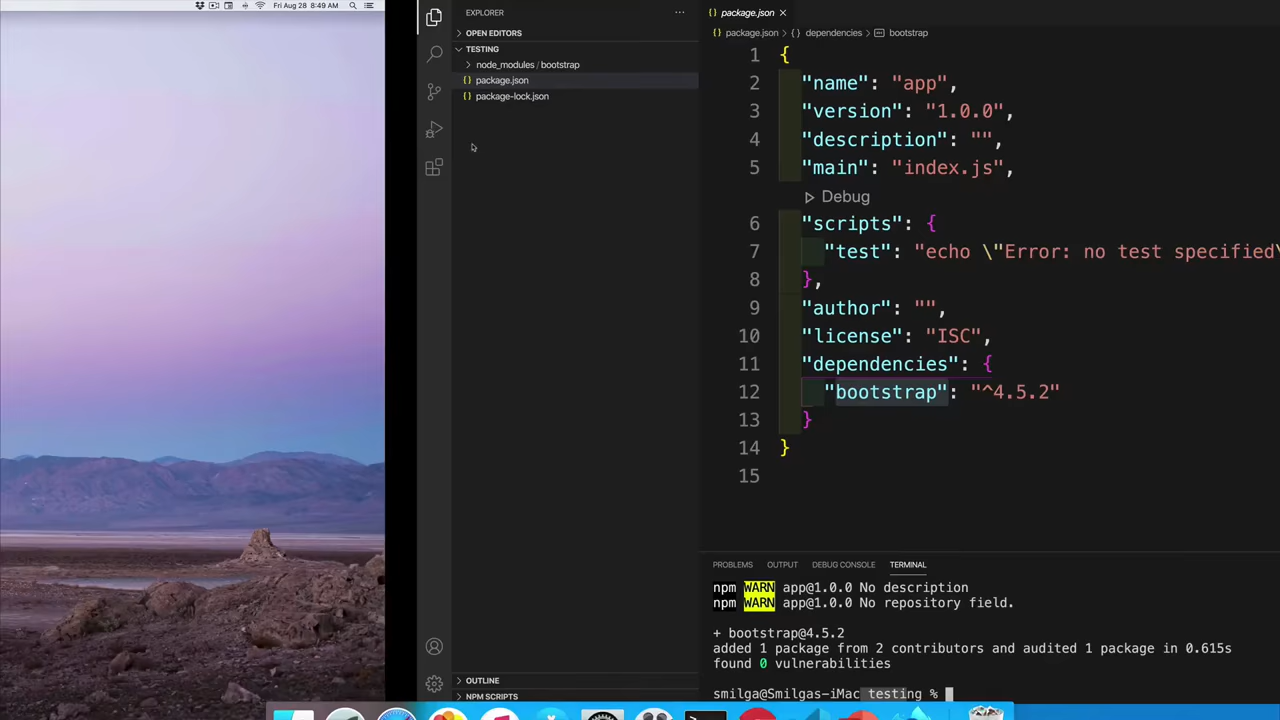 Fri Aug 28 8:49 AM
EXPLORER
···
OPEN EDITORS
TESTING
node_modules / bootstrap
{} package.json
{} package-lock.json
OUTLINE
NPM SCRIPTS
{} package.json ×
{} package.json > {} dependencies > bootstrap
1 {
2 "name": "app",
3 "version": "1.0.0",
4 "description": "",
5 "main": "index.js",
Debug
6 "scripts": {
7 "test": "echo \"Error: no test specified\
8 },
9 "author": "",
10 "license": "ISC",
11 "dependencies": {
12 "bootstrap": "^4.5.2"
13 }
14 }
15
PROBLEMS OUTPUT DEBUG CONSOLE TERMINAL
npm WARN app@1.0.0 No description
npm WARN app@1.0.0 No repository field.
+ bootstrap@4.5.2
added 1 package from 2 contributors and audited 1 package in 0.615s
found 0 vulnerabilities
smilga@Smilgas-iMac testing %